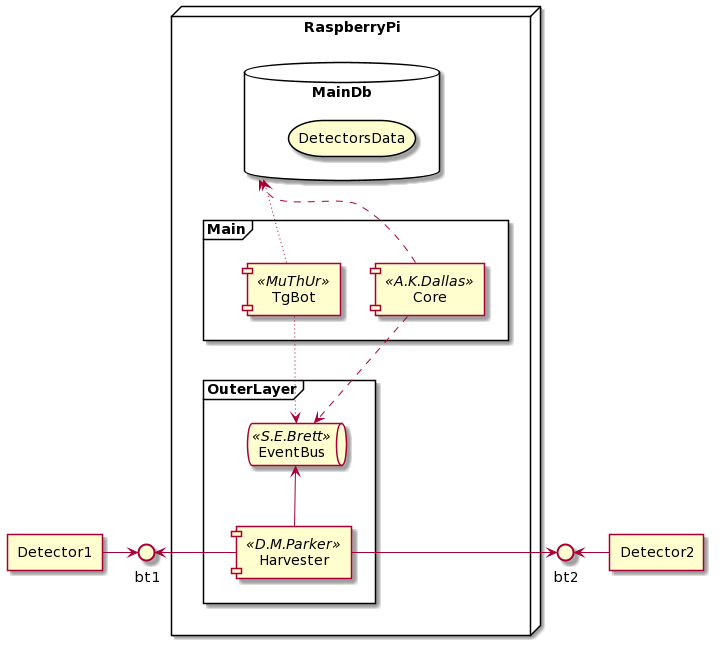 RaspberryPi
MainDb
DetectorsData
Main
«MuThUr»
TgBot
«A.K.Dallas»
Core
OuterLayer
«S.E.Brett»
EventBus
«D.M.Parker»
Harvester
Detector1
bt1
bt2
Detector2